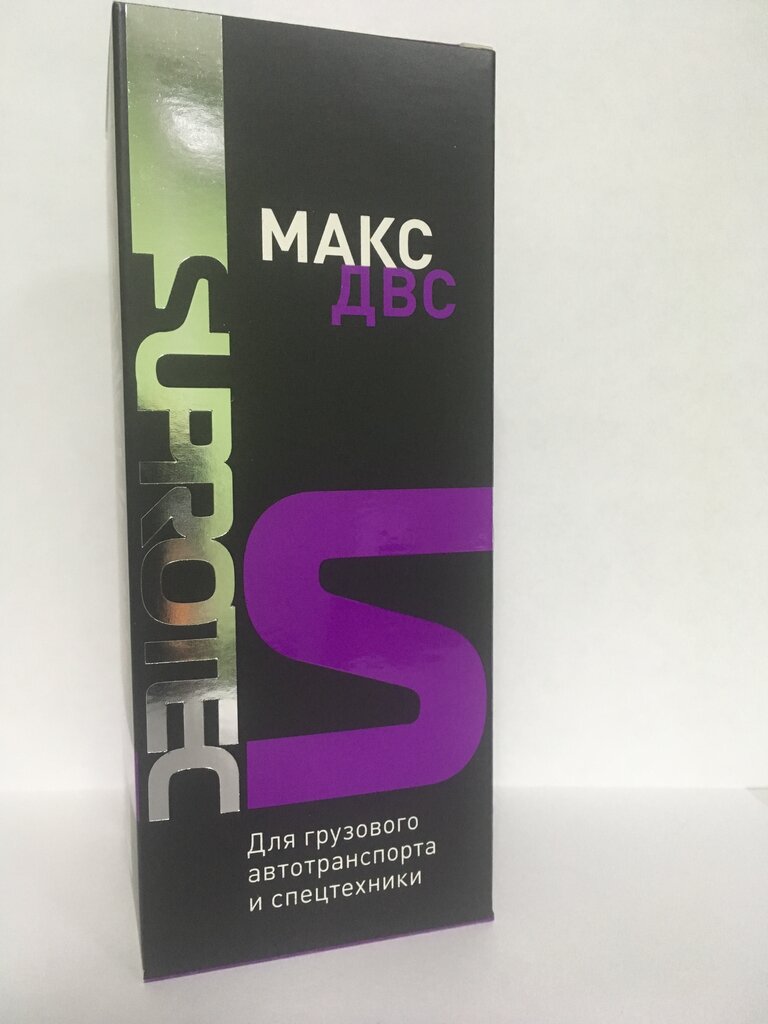 SUPROTEC
МАКС
ДВС
Для грузового
автотранспорта
и спецтехники